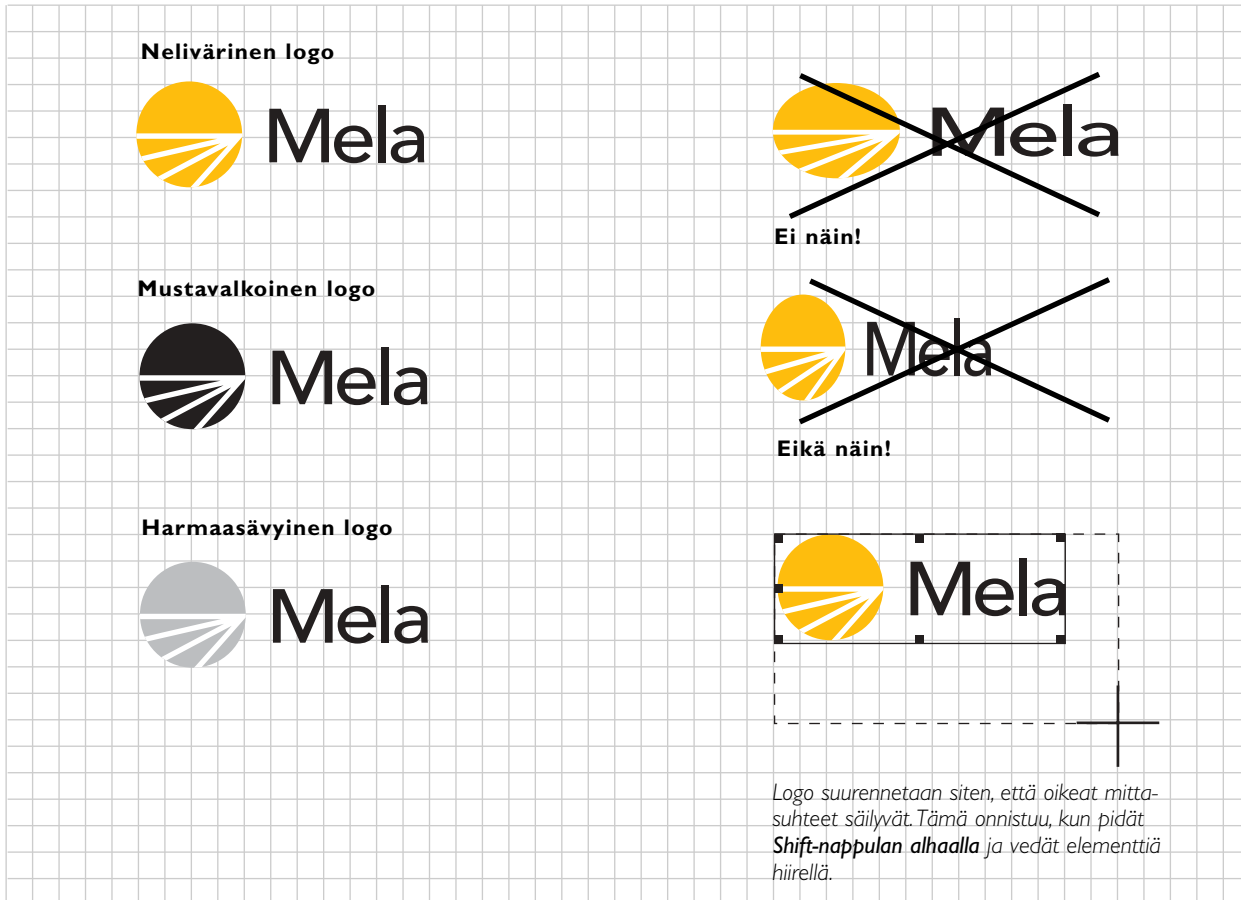 Nelivärinen logo
Mela
Mustavalkoinen logo
Mela
Harmaasävyinen logo
Mela
Mela
Ei näin!
Mela
Eikä näin!
Mela
Logo suurennetaan siten, että oikeat mitta-
suhteet säilyvät. Tämä onnistuu, kun pidät
Shift-nappulan alhaalla ja vedät elementtiä
hiirellä.